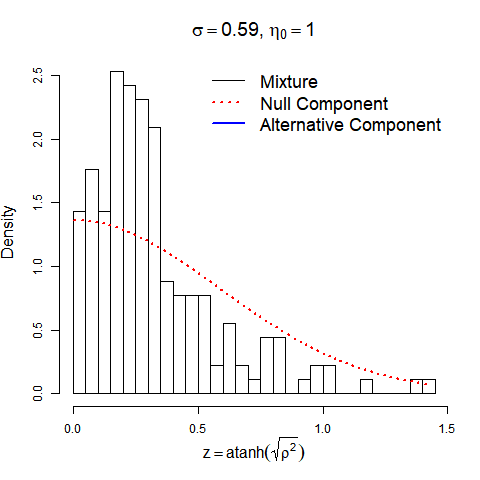 σ = 0.59, η₀ = 1
Mixture
Null Component
Alternative Component
Density
2.5
2.0
1.5
1.0
0.5
0.0
0.0 0.5 1.0 1.5
z = atanh(√ρ²)